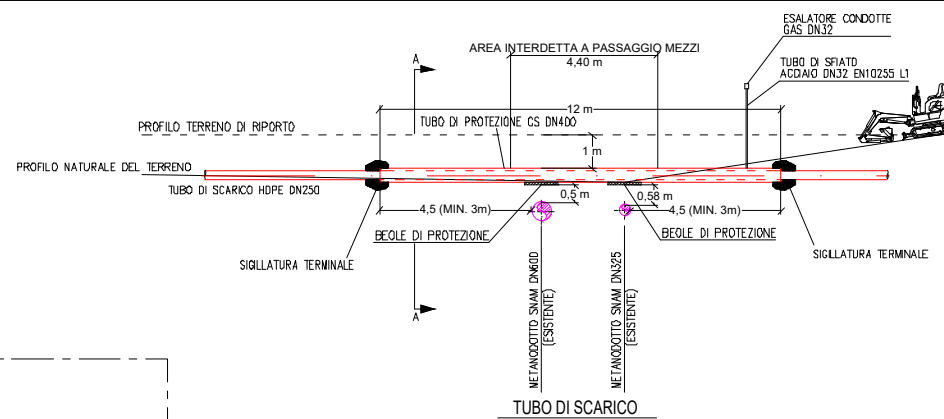 ESALATORE CONDOTTE
GAS DN32
AREA INTERDETTA A PASSAGGIO MEZZI
4,40 m
TUBO DI SFIATO
ACCIAIO DN32 EN10255 L1
A
12 m
PROFILO TERRENO DI RIPORTO
TUBO DI PROTEZIONE CS DN400
1 m
PROFILO NATURALE DEL TERRENO
TUBO DI SCARICO HDPE DN250
0,5 m
0,58 m
4,5 (MIN. 3m)
4,5 (MIN. 3m)
BEOLE DI PROTEZIONE
BEOLE DI PROTEZIONE
SIGILLATURA TERMINALE
SIGILLATURA TERMINALE
METANODOTTO SNAM DN600
(ESISTENTE)
METANODOTTO SNAM DN325
(ESISTENTE)
A
TUBO DI SCARICO